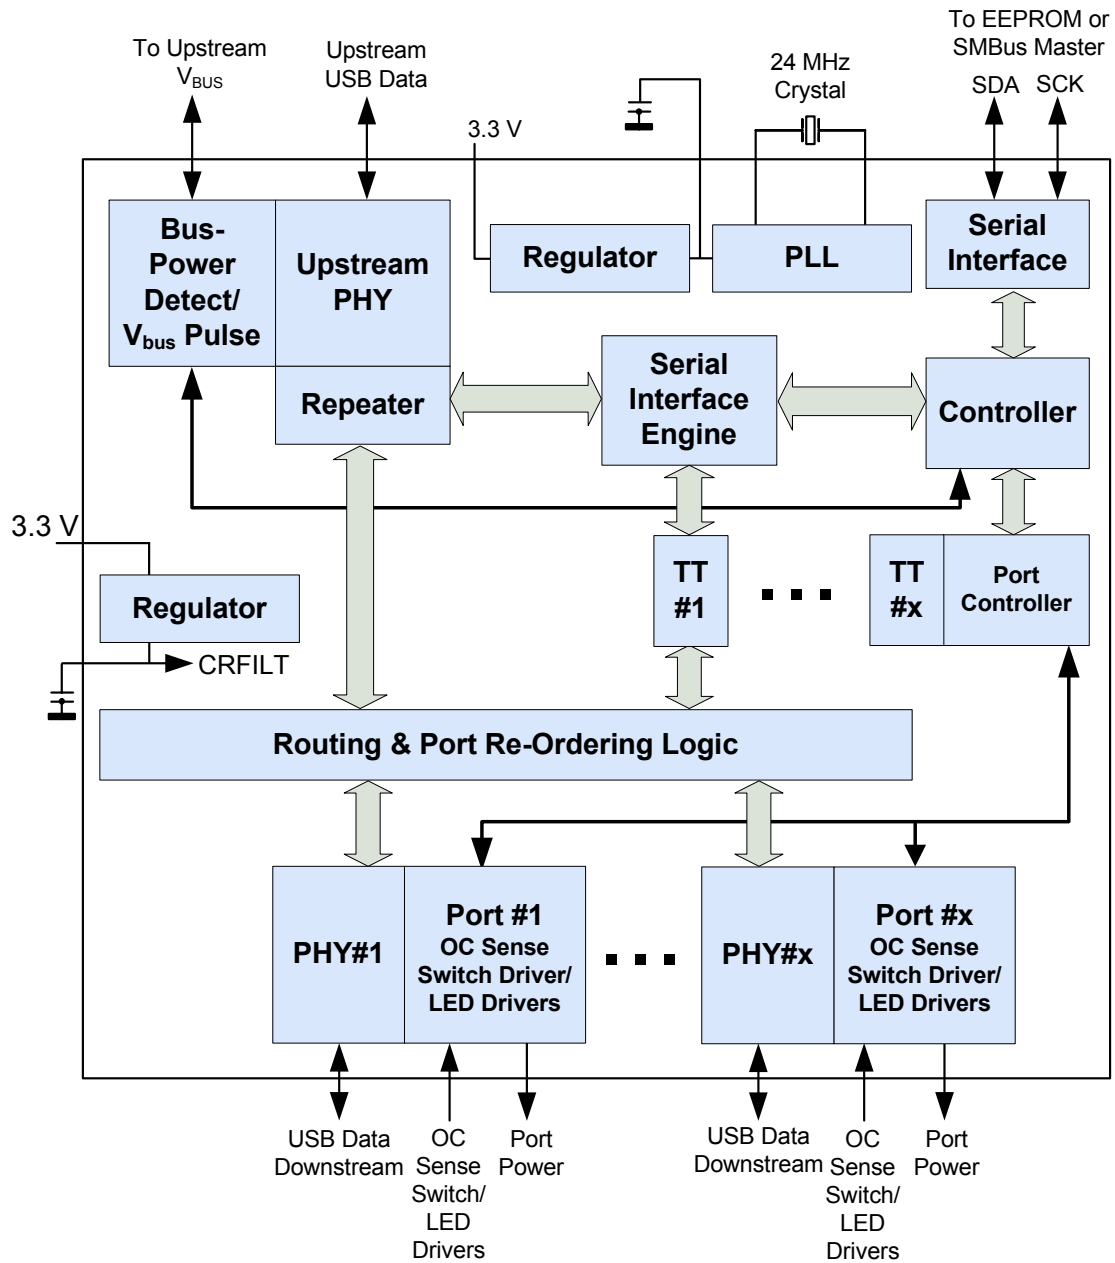 To Upstream
VBUS
Upstream
USB Data
3.3 V
24 MHz
Crystal
To EEPROM or
SMBus Master
SDA
SCK
Bus-
Power
Detect/
Vbus Pulse
Upstream
PHY
Regulator
PLL
Serial
Interface
Repeater
Serial
Interface
Engine
Controller
3.3 V
Regulator
CRFILT
TT
#1
TT
#x
Port
Controller
Routing & Port Re-Ordering Logic
PHY#1
Port #1
OC Sense
Switch Driver/
LED Drivers
PHY#x
Port #x
OC Sense
Switch Driver/
LED Drivers
USB Data
Downstream
OC
Sense
Switch/
LED
Drivers
Port
Power
USB Data
Downstream
OC
Sense
Switch/
LED
Drivers
Port
Power